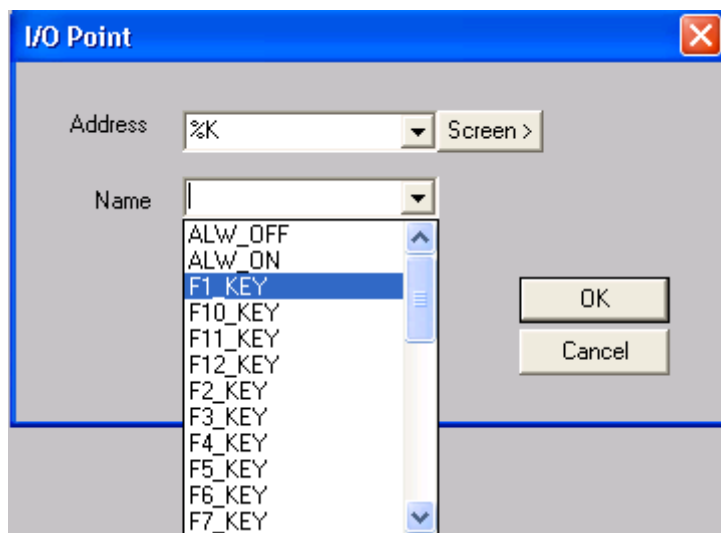 I/O Point
Address %K Screen >
Name
ALW_OFF
ALW_ON
F1_KEY
F10_KEY
F11_KEY
F12_KEY
F2_KEY
F3_KEY
F4_KEY
F5_KEY
F6_KEY
F7_KEY
OK
Cancel